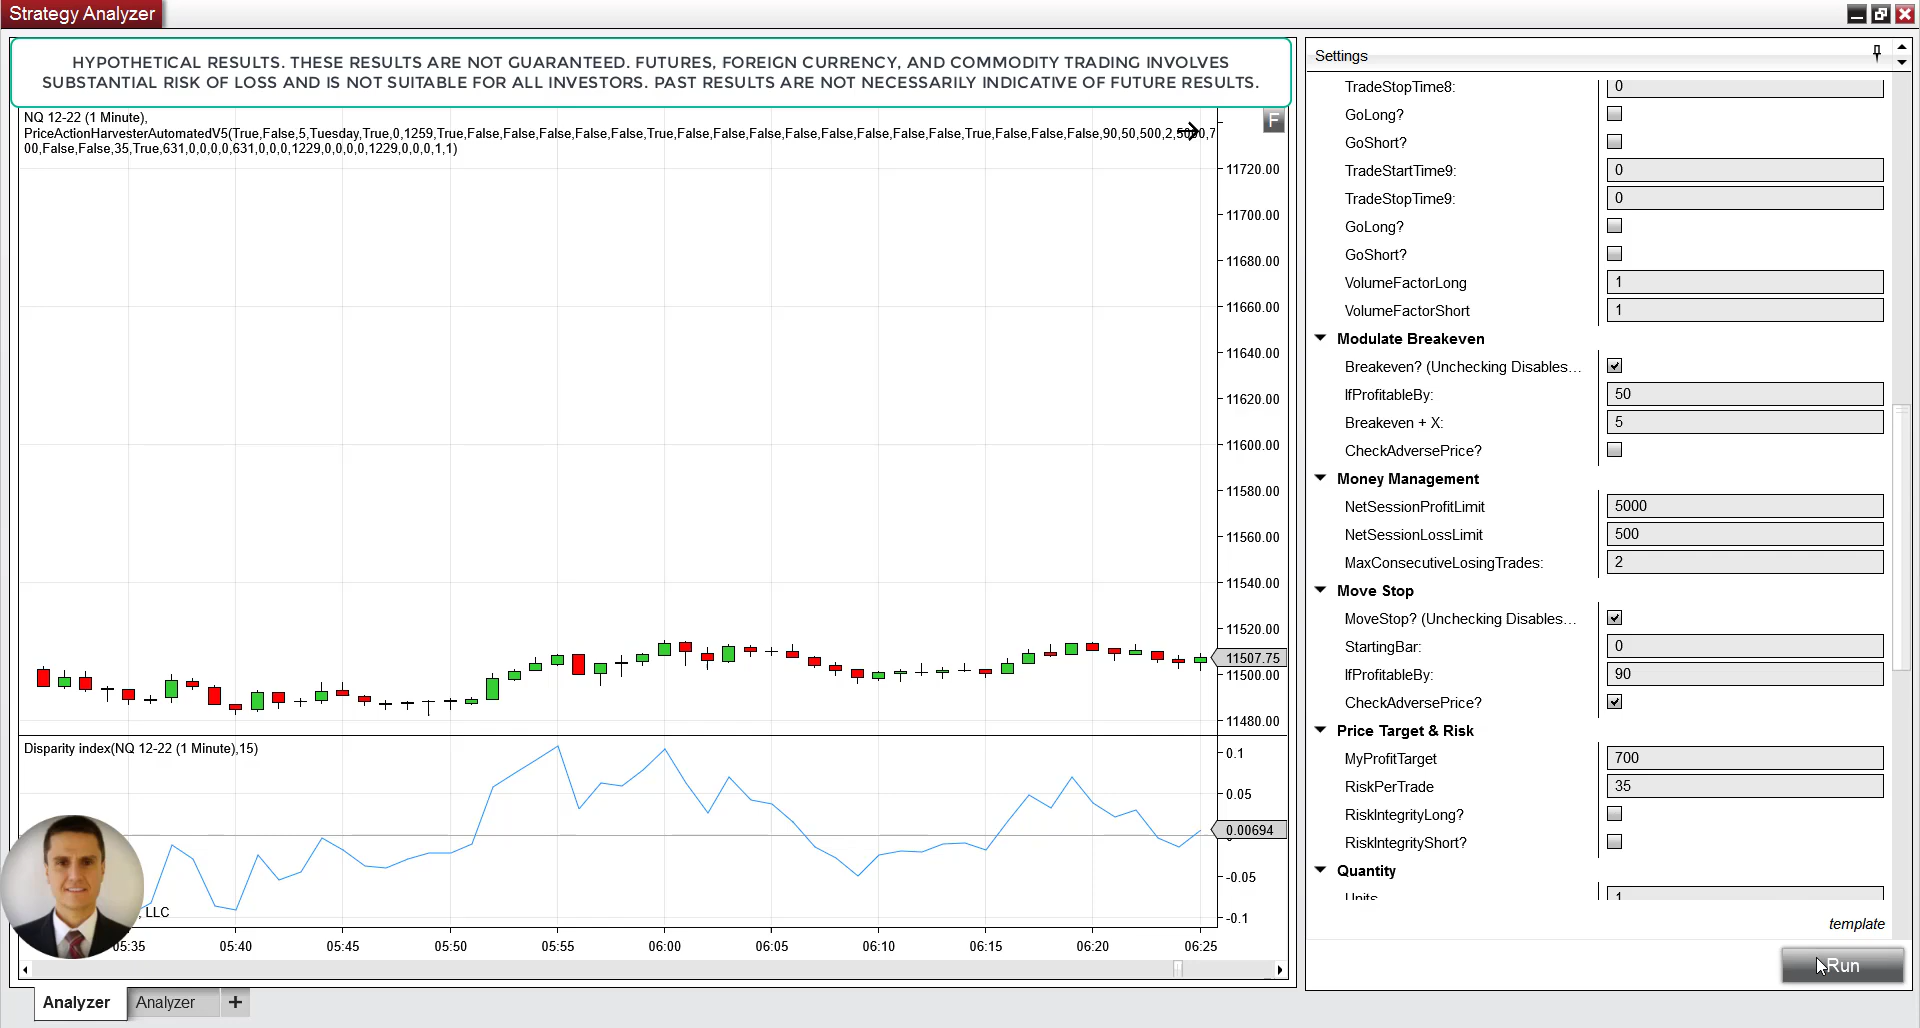 Strategy Analyzer
HYPOTHETICAL RESULTS. THESE RESULTS ARE NOT GUARANTEED. FUTURES, FOREIGN CURRENCY, AND COMMODITY TRADING INVOLVES
SUBSTANTIAL RISK OF LOSS AND IS NOT SUITABLE FOR ALL INVESTORS. PAST RESULTS ARE NOT NECESSARILY INDICATIVE OF FUTURE RESULTS.
NQ 12-22 (1 Minute),
PriceActionHarvesterAutomatedV5(True,False,5,Tuesday,True,0,1259,True,False,False,False,False,False,True,False,False,False,False,False,False,False,False,True,False,False,False,90,50,500,2,5000,7
00,False,False,35,True,631,0,0,0,0,631,0,0,0,1229,0,0,0,0,1229,0,0,0,1,1)
F
11720.00
11700.00
11680.00
11660.00
11640.00
11620.00
11600.00
11580.00
11560.00
11540.00
11520.00
11507.75
11500.00
11480.00
Disparity index(NQ 12-22 (1 Minute),15)
0.1
0.05
0.00694
-0.05
-0.1
, LLC
05:35
05:40
05:45
05:50
05:55
06:00
06:05
06:10
06:15
06:20
06:25
Analyzer
Analyzer
+
Settings
TradeStopTime8: 0
GoLong?
GoShort?
TradeStartTime9: 0
TradeStopTime9: 0
GoLong?
GoShort?
VolumeFactorLong 1
VolumeFactorShort 1
Modulate Breakeven
Breakeven? (Unchecking Disables…
IfProfitableBy: 50
Breakeven + X: 5
CheckAdversePrice?
Money Management
NetSessionProfitLimit 5000
NetSessionLossLimit 500
MaxConsecutiveLosingTrades: 2
Move Stop
MoveStop? (Unchecking Disables…
StartingBar: 0
IfProfitableBy: 90
CheckAdversePrice?
Price Target & Risk
MyProfitTarget 700
RiskPerTrade 35
RiskIntegrityLong?
RiskIntegrityShort?
Quantity
Units 1
template
Run